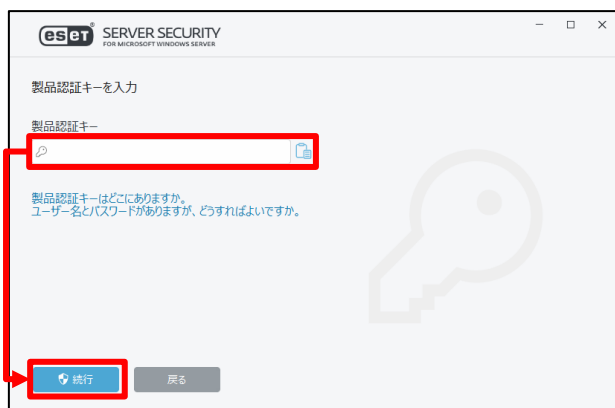 eseT® SERVER SECURITY
FOR MICROSOFT WINDOWS SERVER
製品認証キーを入力
製品認証キー
製品認証キーはどこにありますか。
ユーザー名とパスワードがありますが、どうすればよいですか。
続行
戻る